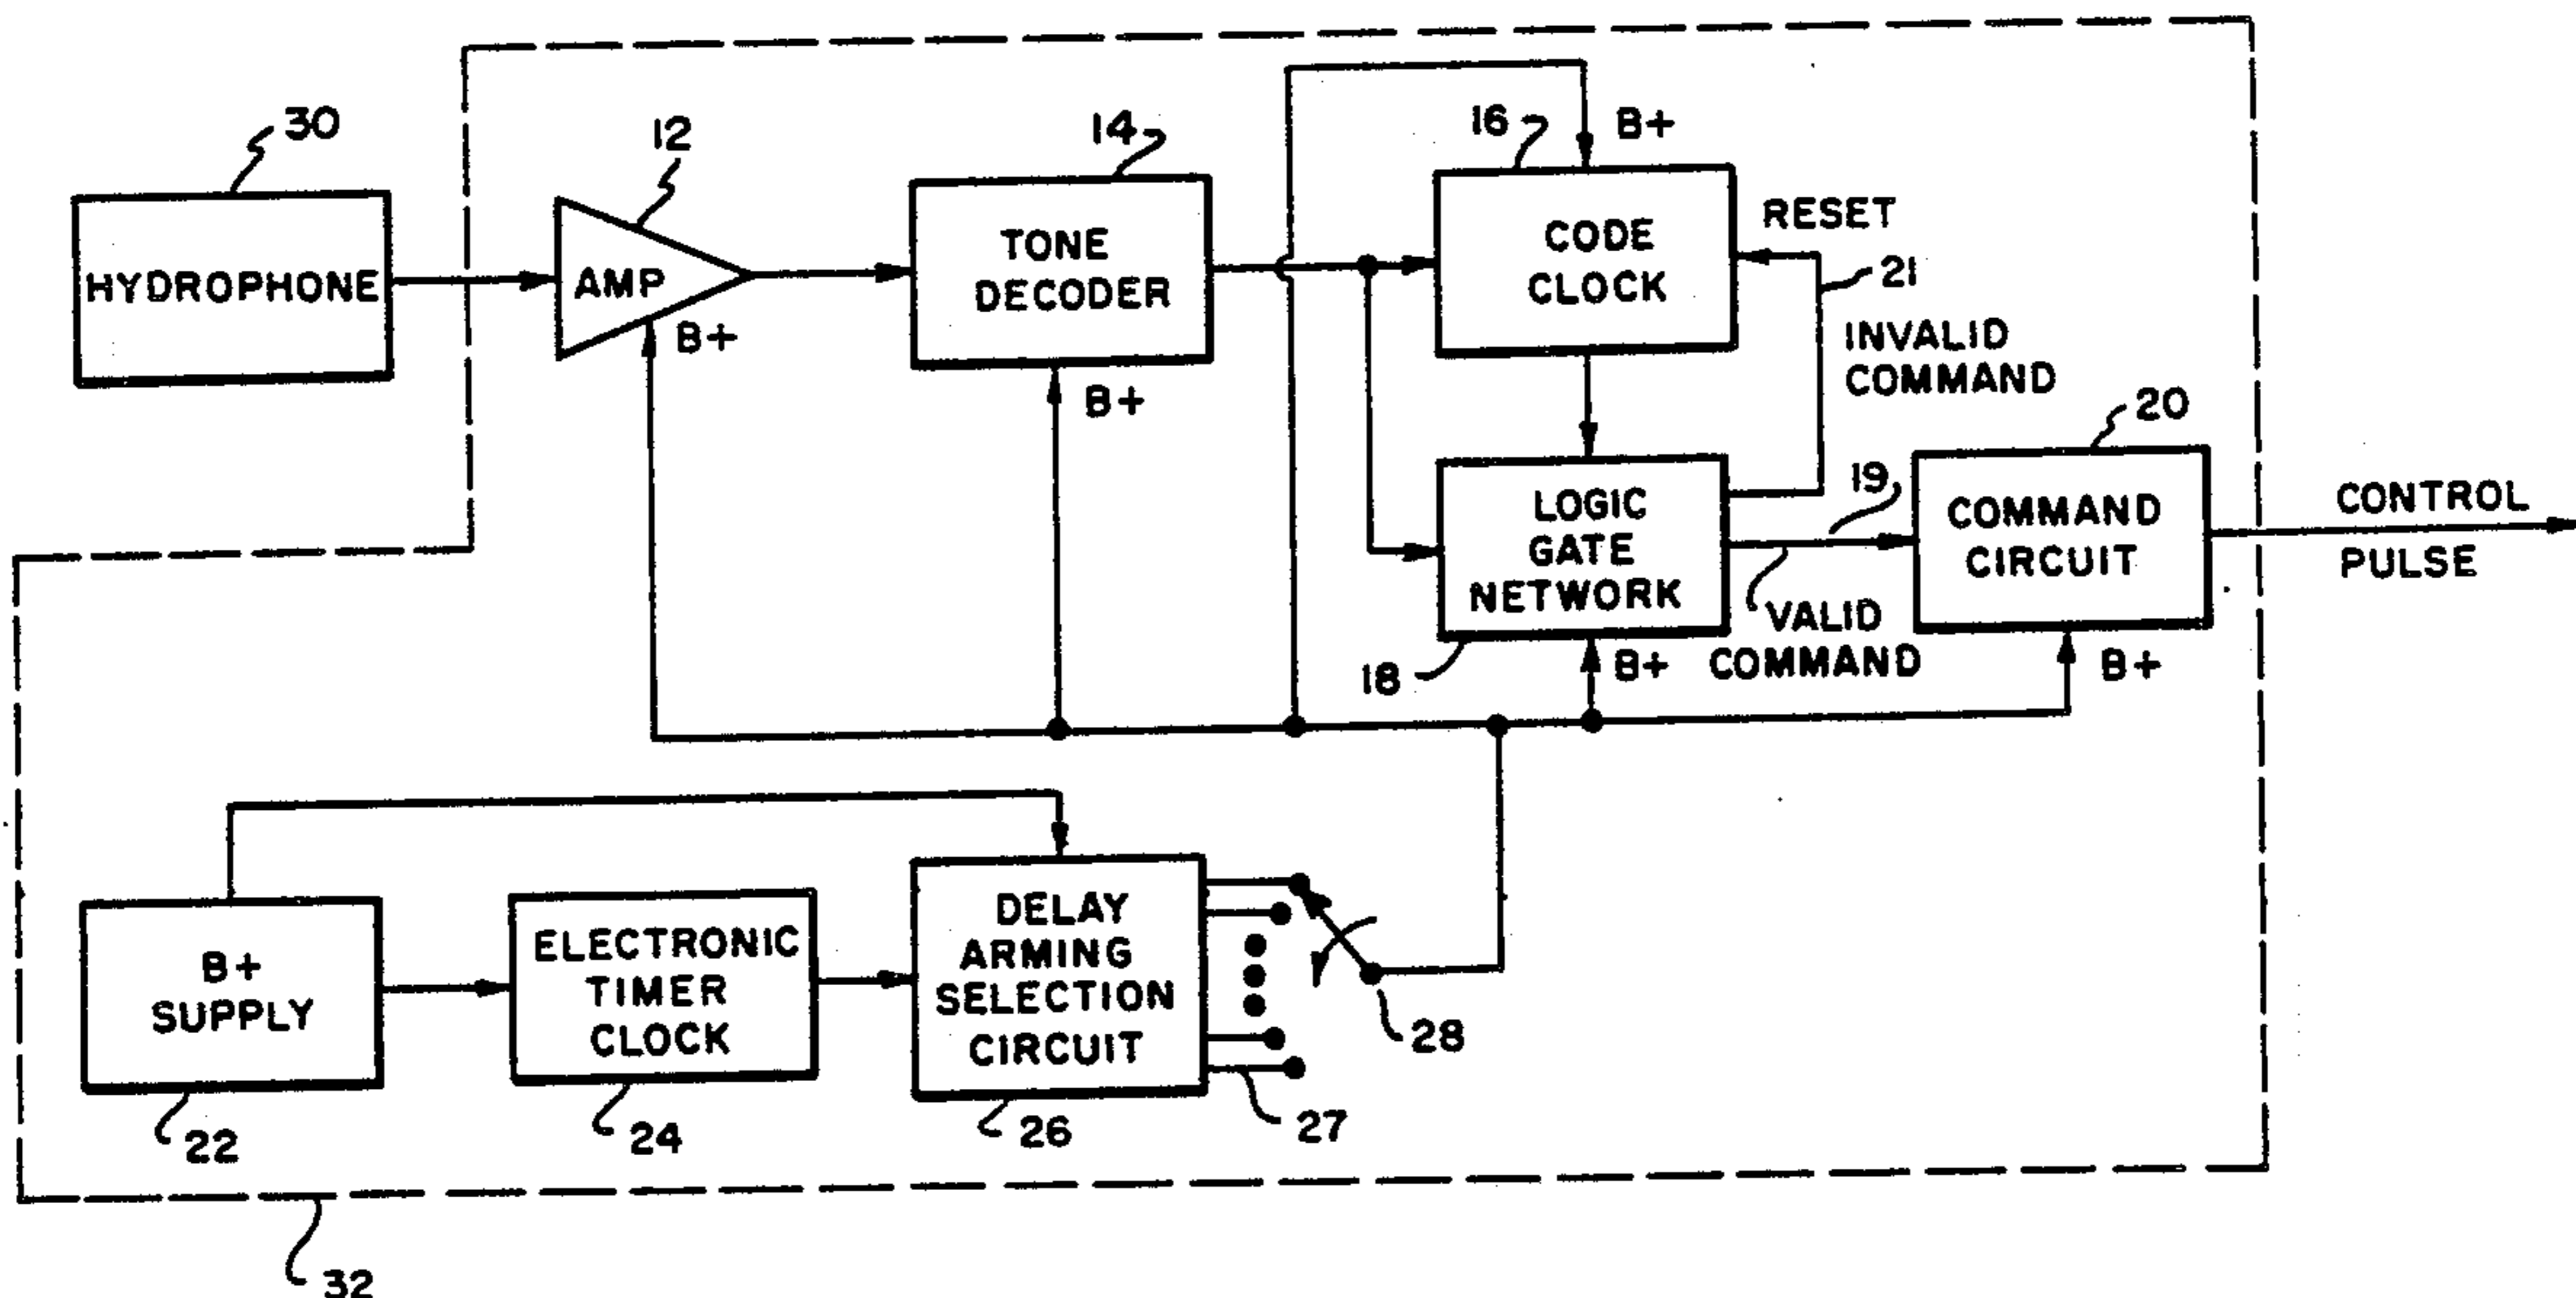 30
HYDROPHONE
12
AMP
B+
14
TONE
DECODER
B+
16
B+
CODE
CLOCK
RESET
21
INVALID
COMMAND
LOGIC
GATE
NETWORK
18
B+
19
VALID
COMMAND
20
COMMAND
CIRCUIT
B+
CONTROL
PULSE
B+
SUPPLY
22
ELECTRONIC
TIMER
CLOCK
24
DELAY
ARMING
SELECTION
CIRCUIT
26
27
28
32